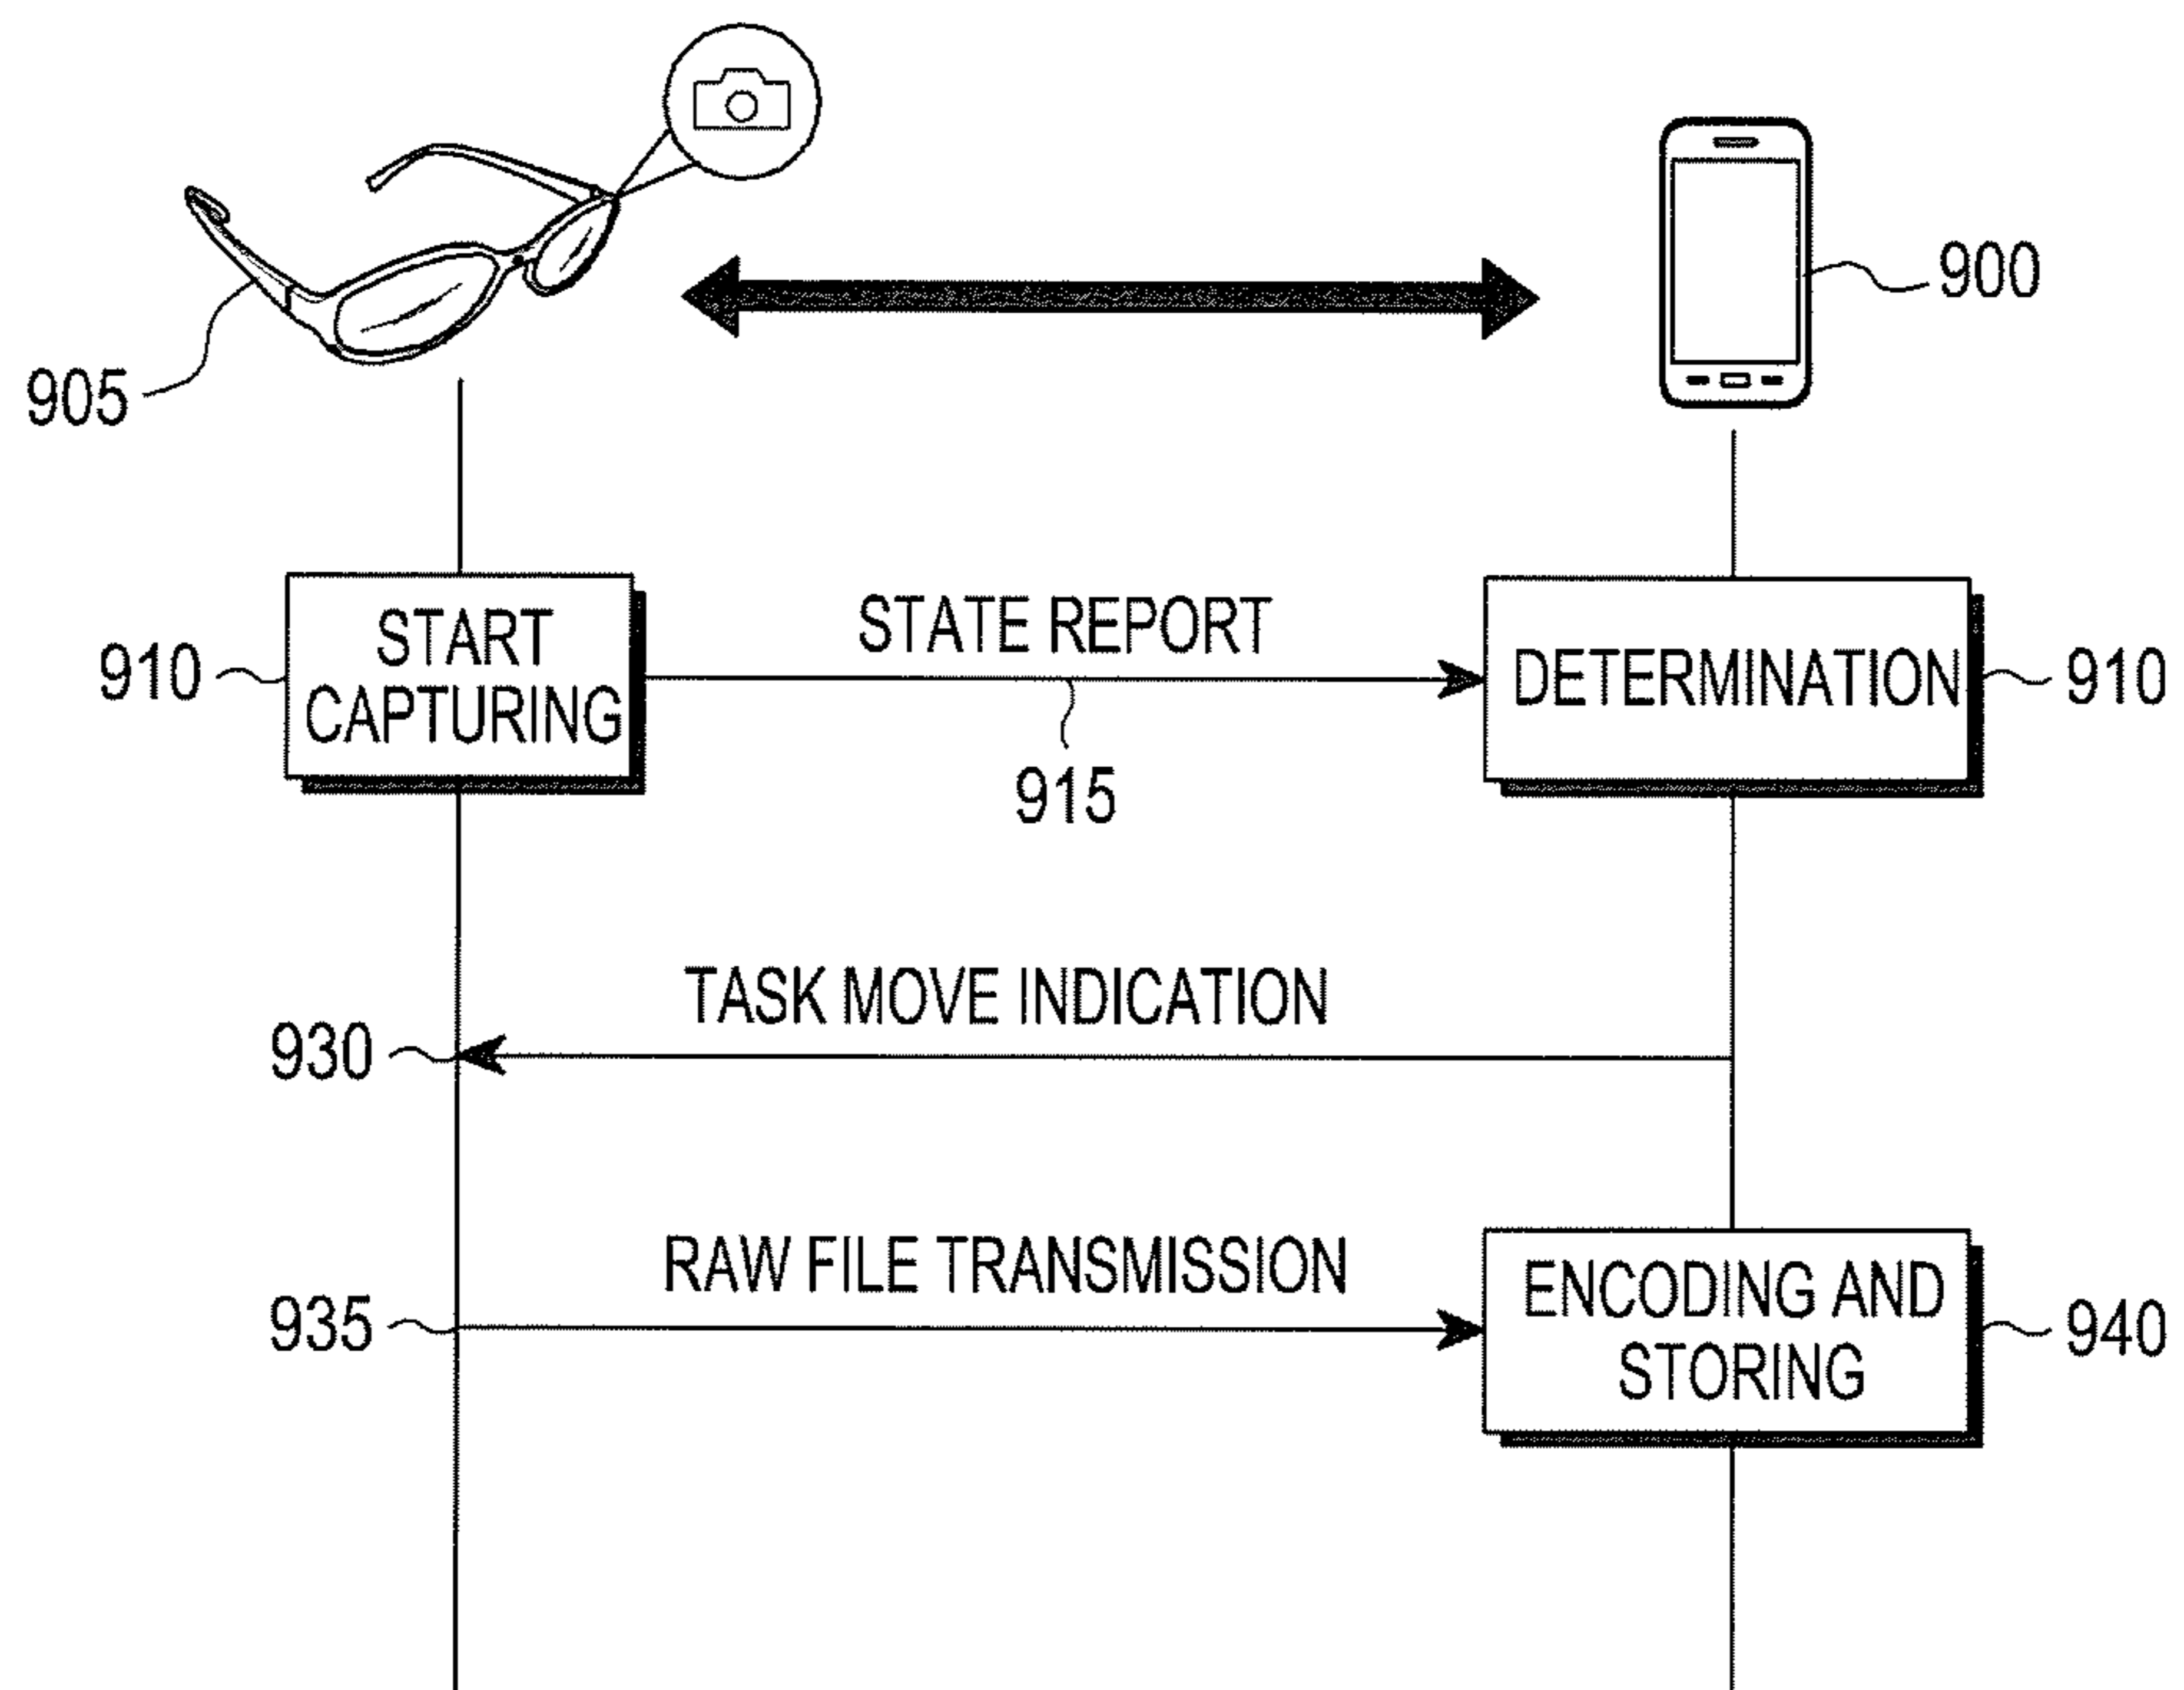 900
905
START
CAPTURING
910
STATE REPORT
915
DETERMINATION
910
TASK MOVE INDICATION
930
RAW FILE TRANSMISSION
935
ENCODING AND
STORING
940